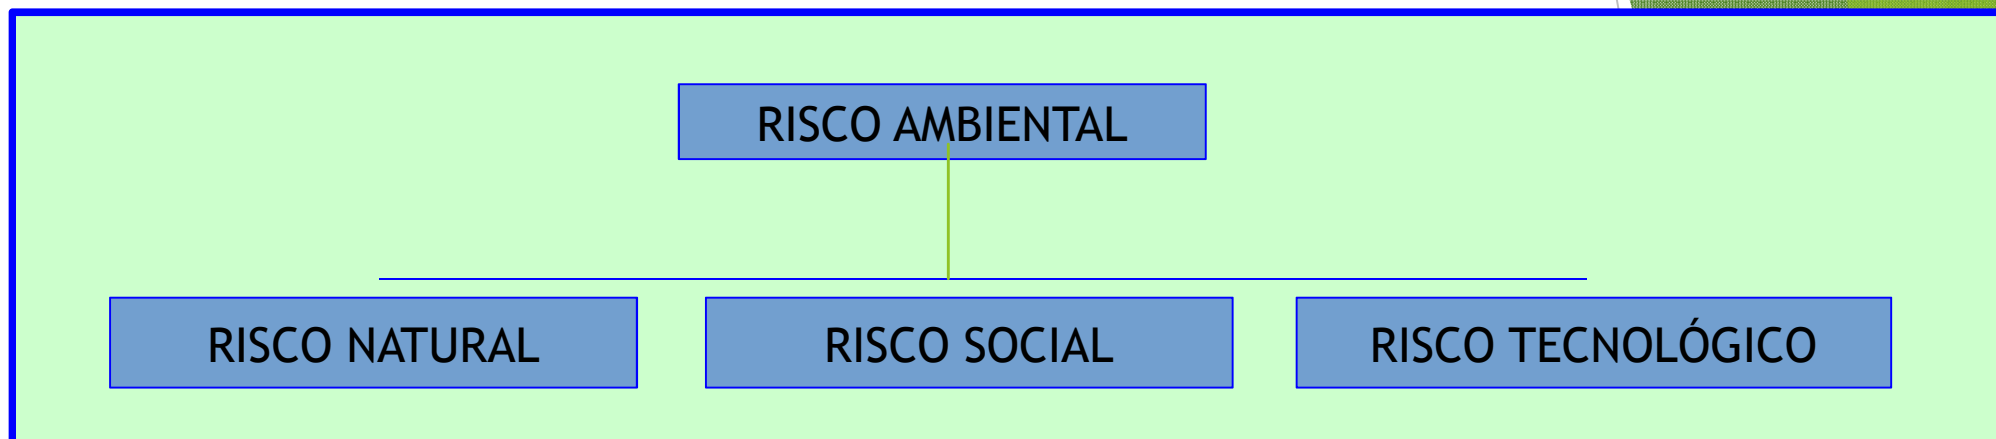 RISCO AMBIENTAL
RISCO NATURAL
RISCO SOCIAL
RISCO TECNOLÓGICO